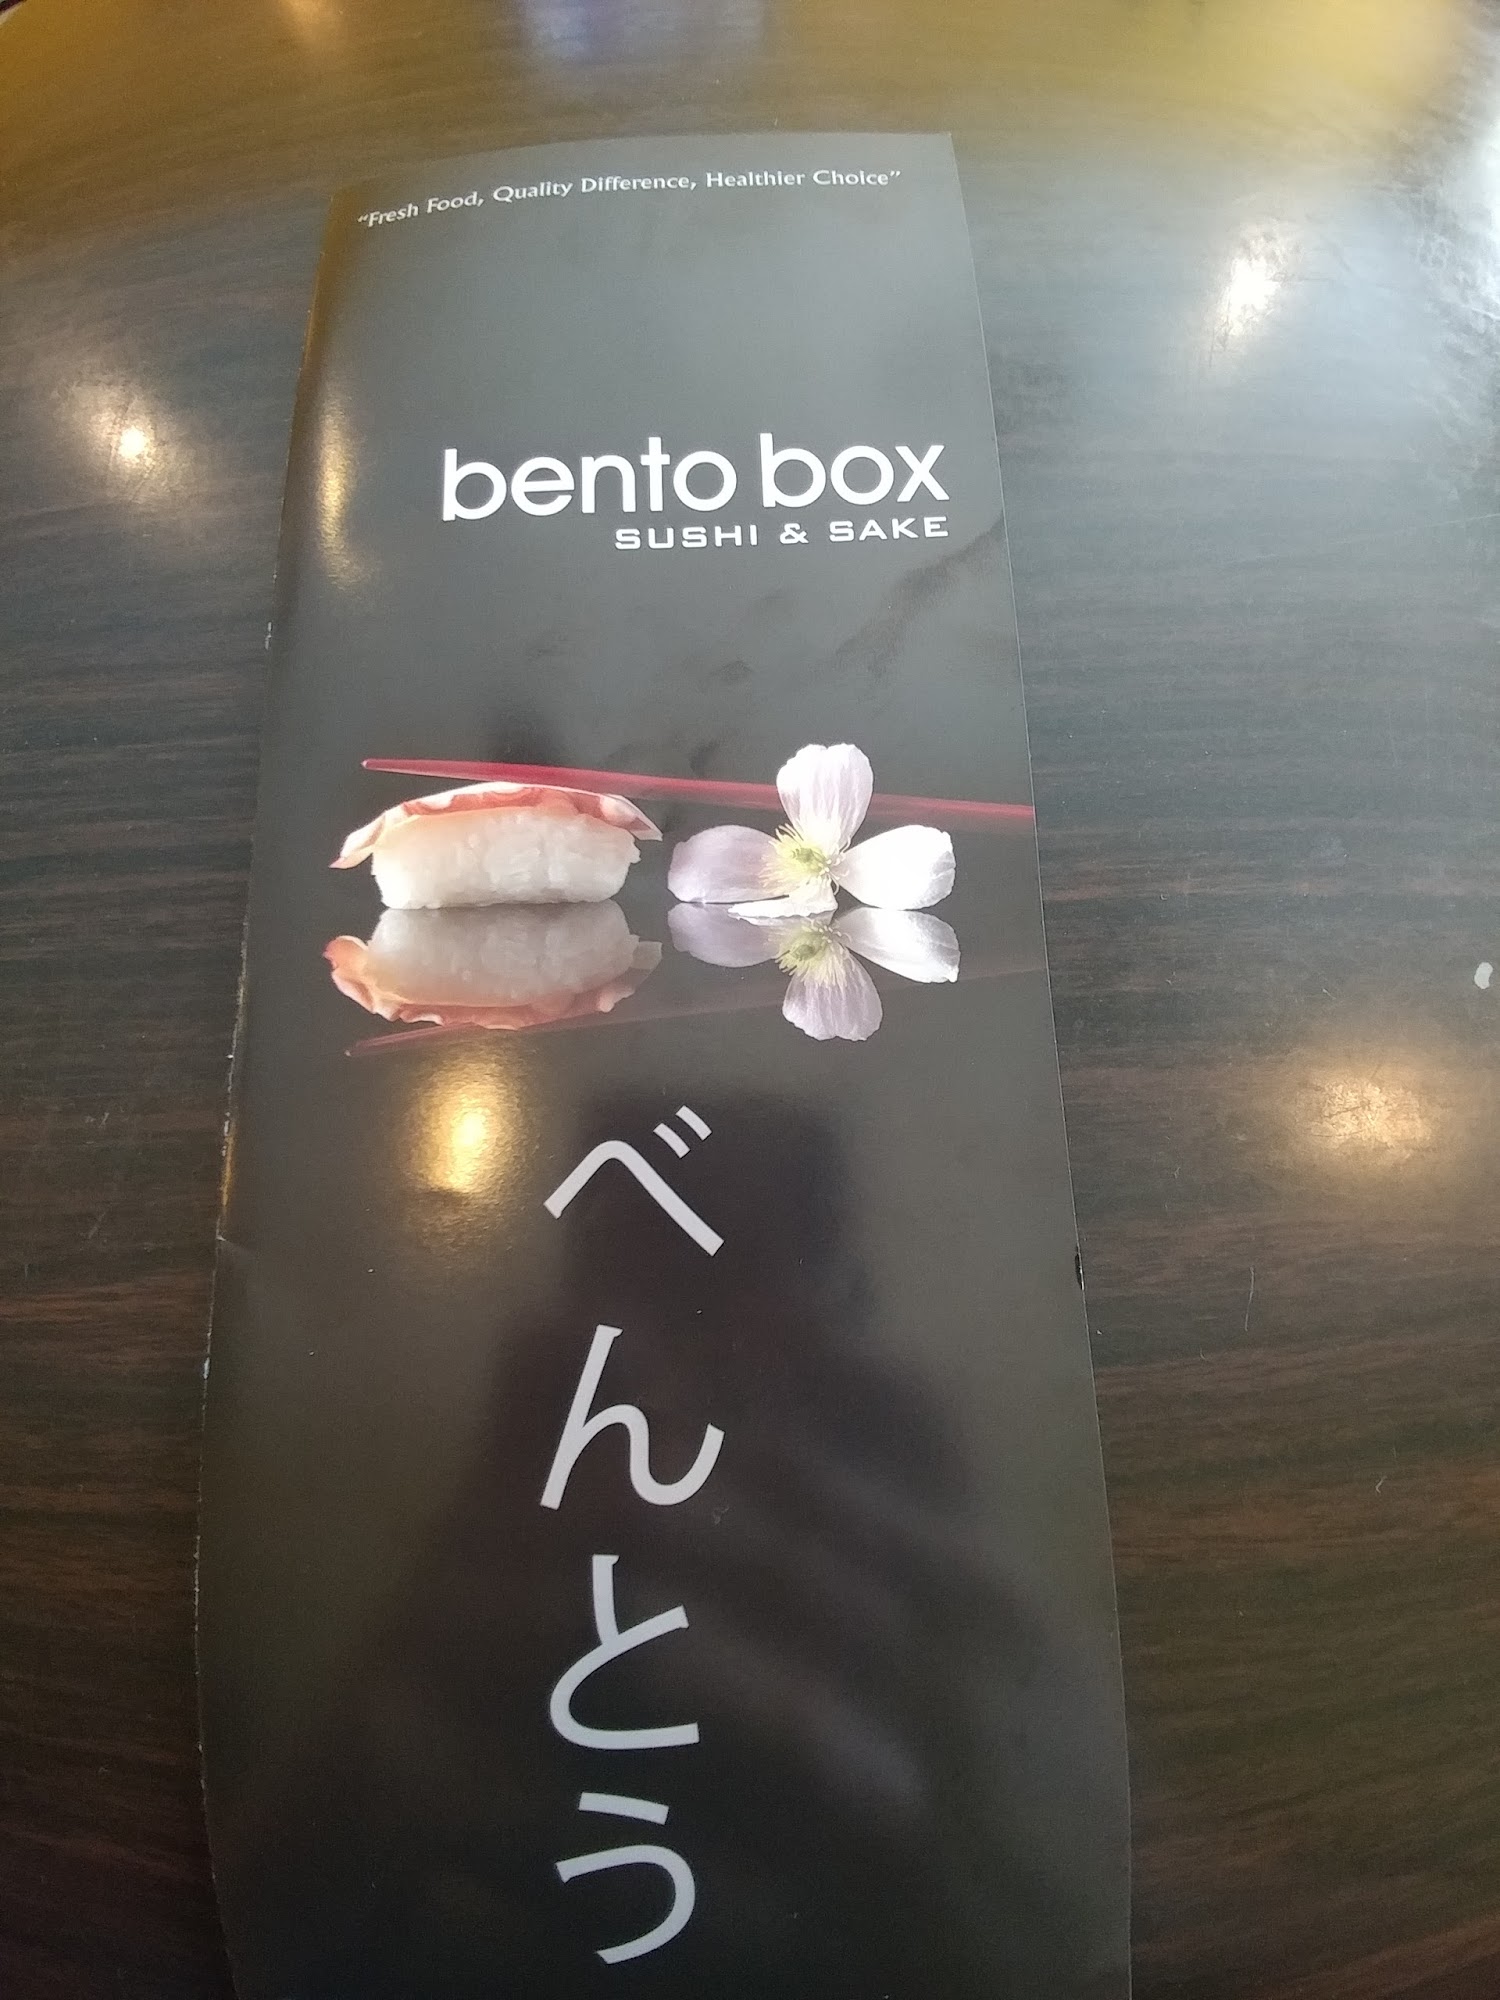 “Fresh Food, Quality Difference, Healthier Choice”
bento box
SUSHI & SAKE
べんとう